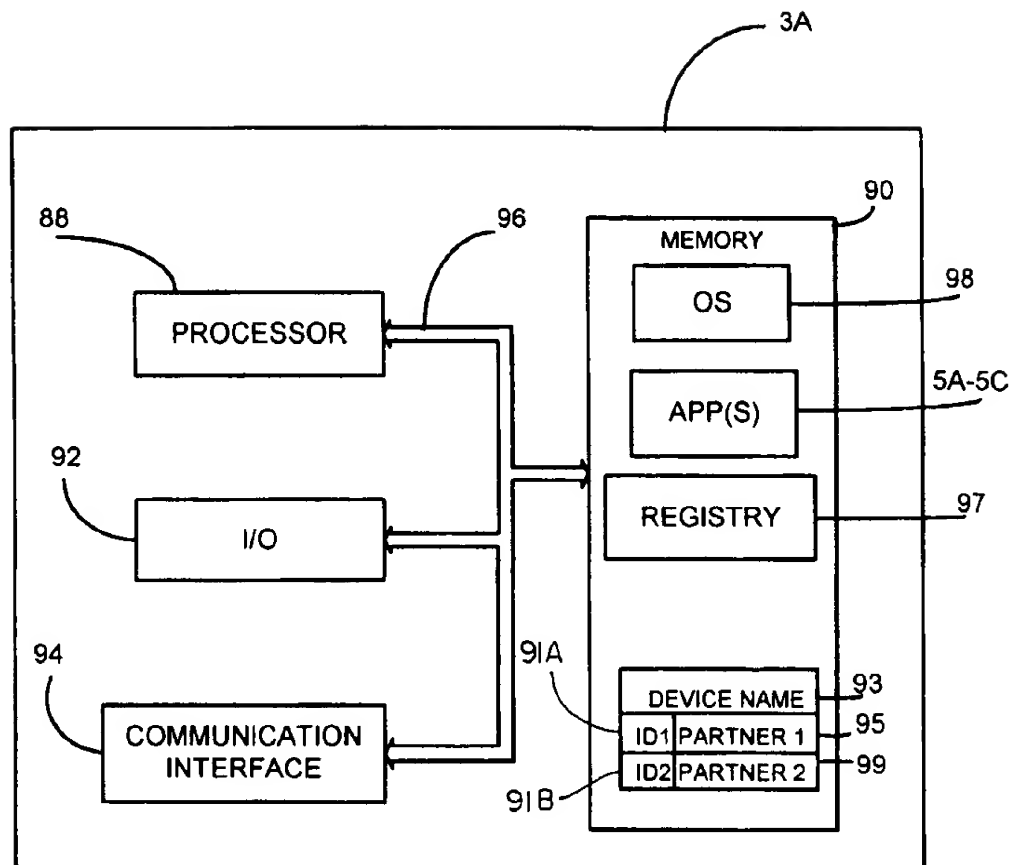 3A
88
96
90
MEMORY
OS
98
PROCESSOR
5A-5C
APP(S)
92
REGISTRY
97
I/O
94
91A
DEVICE NAME
93
ID1 PARTNER 1
95
COMMUNICATION
INTERFACE
ID2 PARTNER 2
99
91B